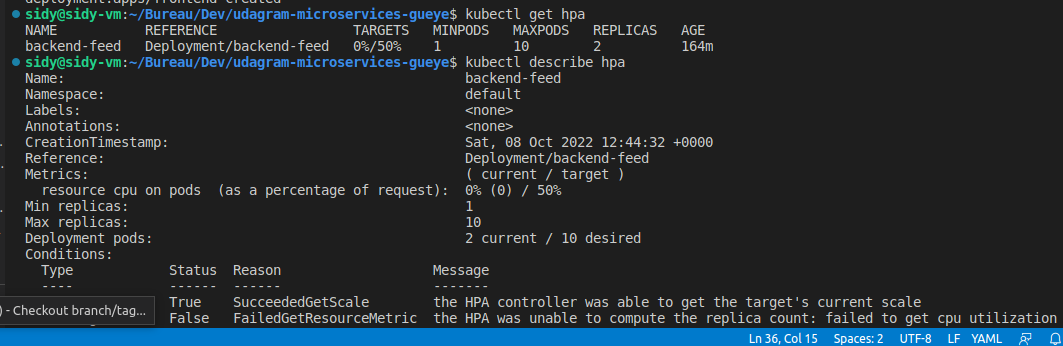 deployment.apps/frontend created
sidy@sidy-vm:~/Bureau/Dev/udagram-microservices-gueye$ kubectl get hpa
NAME REFERENCE TARGETS MINPODS MAXPODS REPLICAS AGE
backend-feed Deployment/backend-feed 0%/50% 1 10 2 164m
sidy@sidy-vm:~/Bureau/Dev/udagram-microservices-gueye$ kubectl describe hpa
Name: backend-feed
Namespace: default
Labels: <none>
Annotations: <none>
CreationTimestamp: Sat, 08 Oct 2022 12:44:32 +0000
Reference: Deployment/backend-feed
Metrics: ( current / target )
resource cpu on pods (as a percentage of request): 0% (0) / 50%
Min replicas: 1
Max replicas: 10
Deployment pods: 2 current / 10 desired
Conditions:
Type Status Reason Message
---- ------ ------ -------
True SucceededGetScale the HPA controller was able to get the target's current scale
) - Checkout branch/tag...
False FailedGetResourceMetric the HPA was unable to compute the replica count: failed to get cpu utilization
Ln 36, Col 15 Spaces: 2 UTF-8 LF YAML